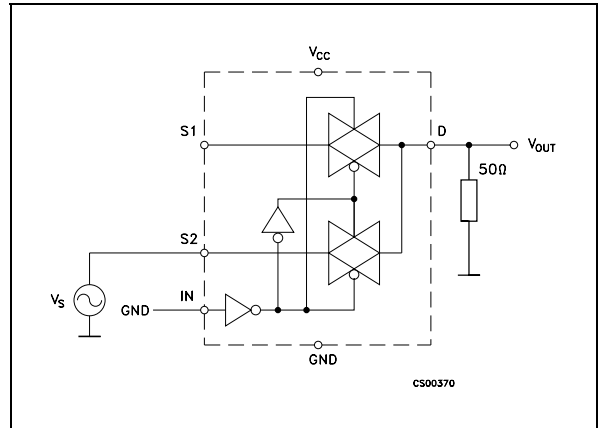 VCC
S1
D
VOUT
50Ω
S2
VS
IN
GND
GND
CS00370